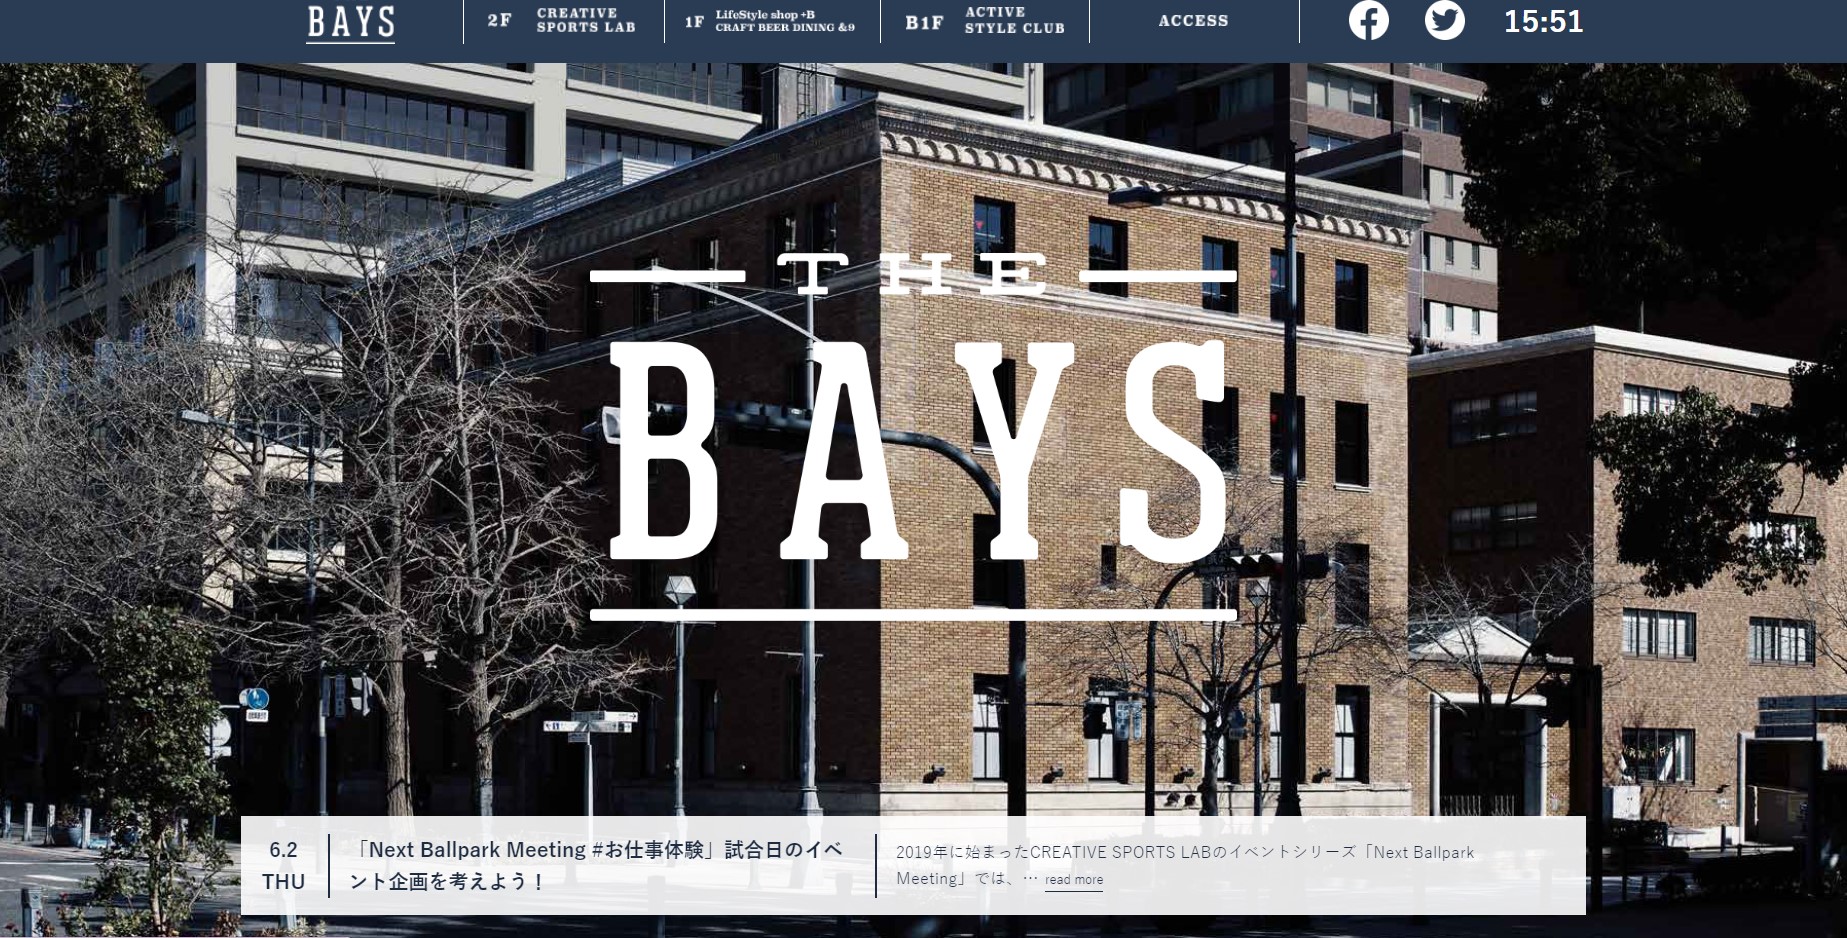 BAYS
2F
CREATIVE
SPORTS LAB
1F
LifeStyle shop +B
CRAFT BEER DINING &9
B1F
ACTIVE
STYLE CLUB
ACCESS
15:51
THE
BAYS
6.2
THU
「Next Ballpark Meeting #お仕事体験」試合日のイベ
ント企画を考えよう！
2019年に始まったCREATIVE SPORTS LABのイベントシリーズ「Next Ballpark
Meeting」では、… read more